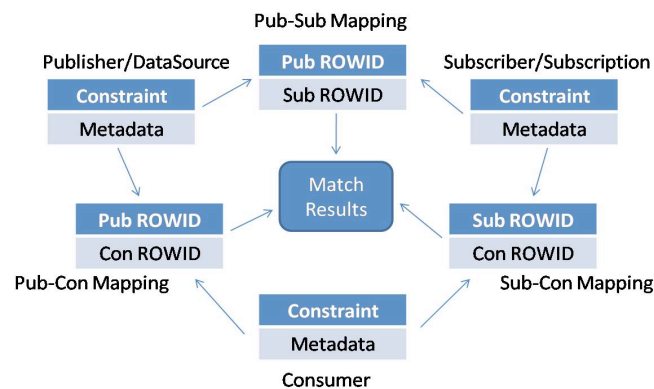 Pub-Sub Mapping
Publisher/DataSource
Pub ROWID
Sub ROWID
Subscriber/Subscription
Constraint
Metadata
Constraint
Metadata
Match
Results
Pub ROWID
Con ROWID
Pub-Con Mapping
Sub ROWID
Con ROWID
Sub-Con Mapping
Constraint
Metadata
Consumer